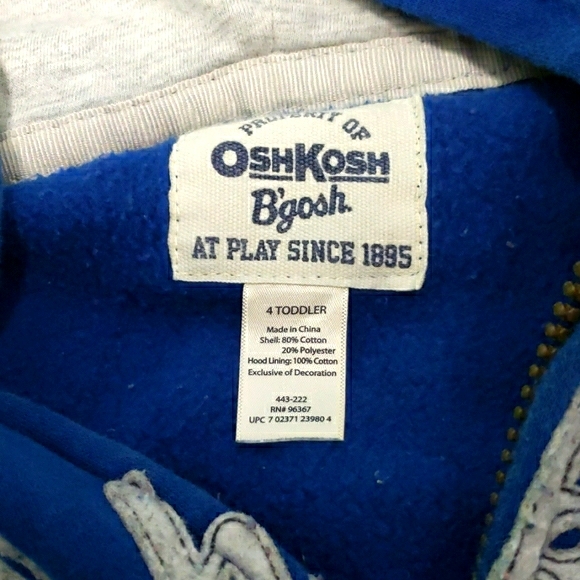 PROPERTY OF
OSHKOSH
B'gosh.
AT PLAY SINCE 1895
4 TODDLER
Made in China
Shell: 80% Cotton
20% Polyester
Hood Lining: 100% Cotton
Exclusive of Decoration
443-222
RN# 96367
UPC 7 02371 23980 4